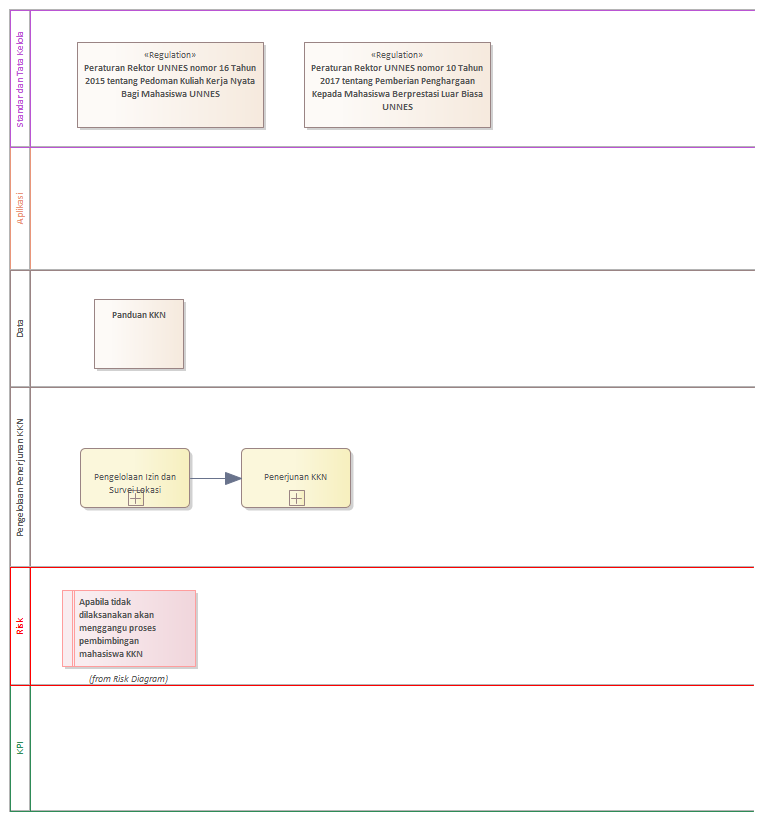 Standar dan Tata Kelola
«Regulation»
Peraturan Rektor UNNES nomor 16 Tahun
2015 tentang Pedoman Kuliah Kerja Nyata
Bagi Mahasiswa UNNES
«Regulation»
Peraturan Rektor UNNES nomor 10 Tahun
2017 tentang Pemberian Penghargaan
Kepada Mahasiswa Berprestasi Luar Biasa
UNNES
Aplikasi
Data
Panduan KKN
Pengelolaan Penerjunan KKN
Pengelolaan Izin dan
Survei Lokasi
Penerjunan KKN
Risk
Apabila tidak
dilaksanakan akan
menggangu proses
pembimbingan
mahasiswa KKN
(from Risk Diagram)
KPI